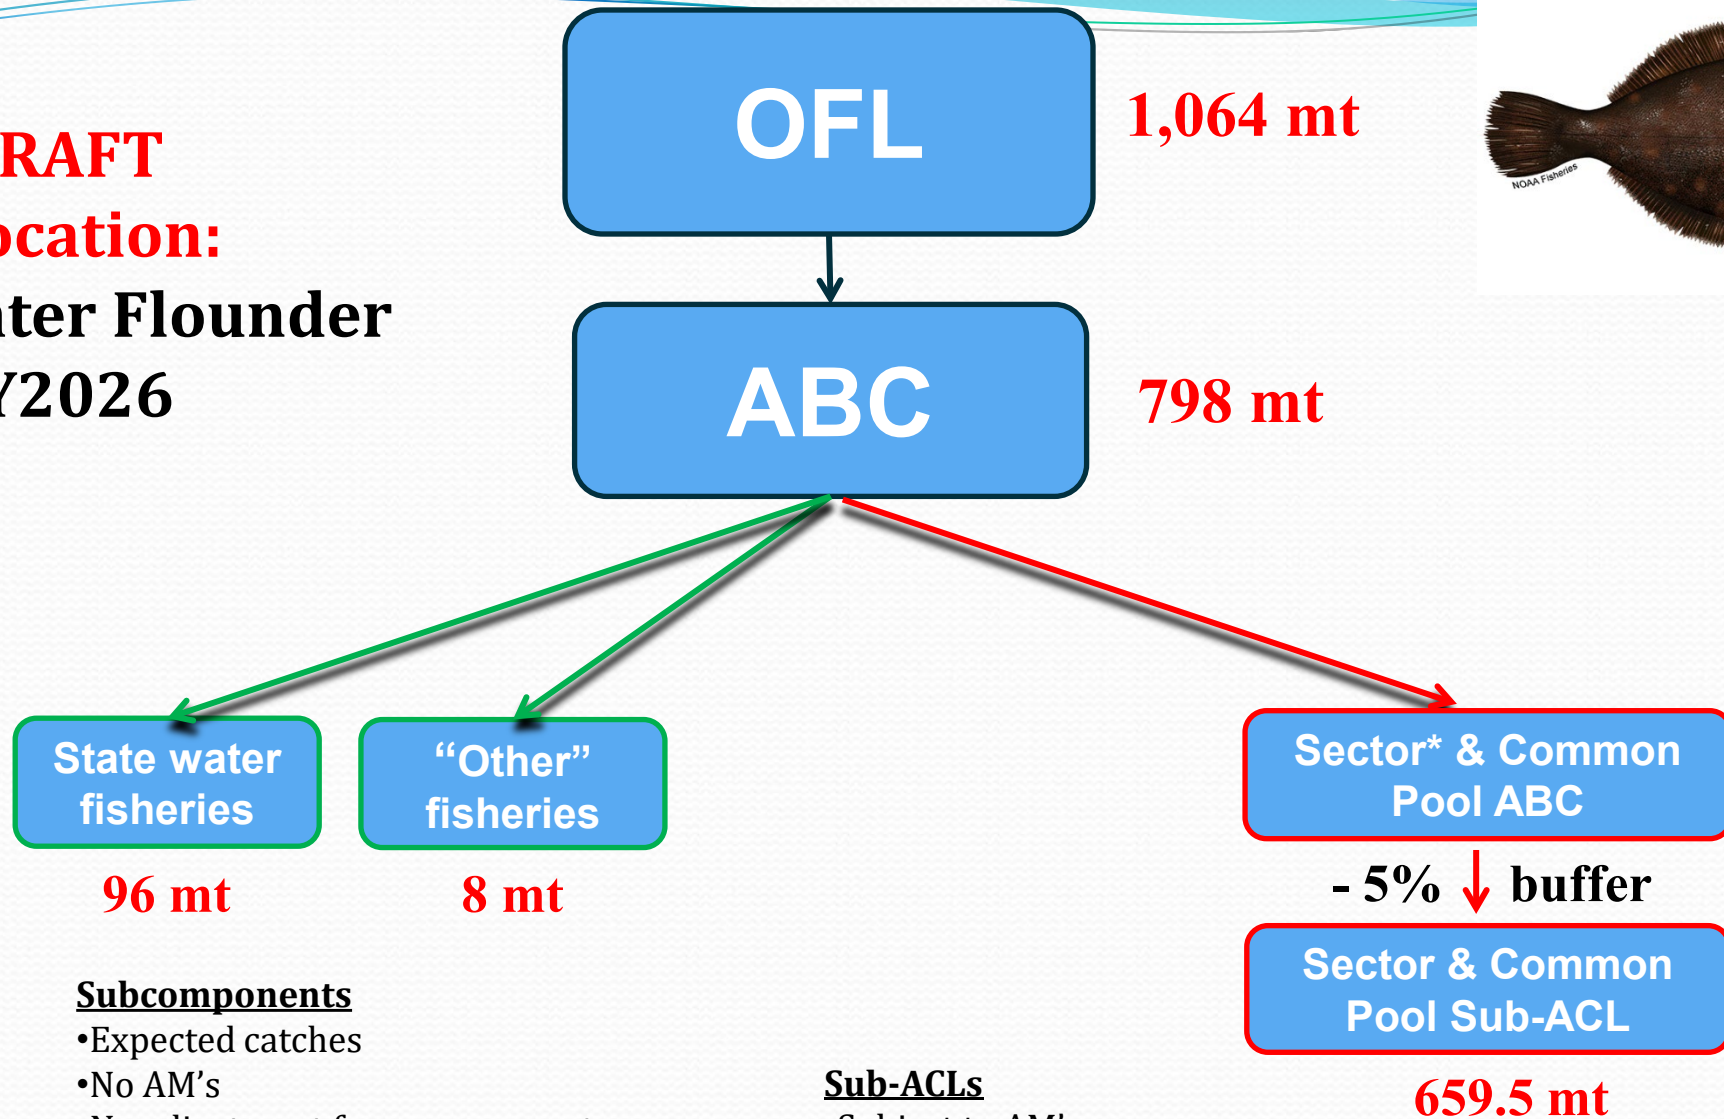 OFL
1,064 mt
RAFT
ocation:
ter Flounder
Y2026
NOAA Fisheries
ABC
798 mt
State water
fisheries
96 mt
“Other”
fisheries
8 mt
Sector* & Common
Pool ABC
- 5% buffer
Sector & Common
Pool Sub-ACL
659.5 mt
Subcomponents
•Expected catches
•No AM’s
Sub-ACLs